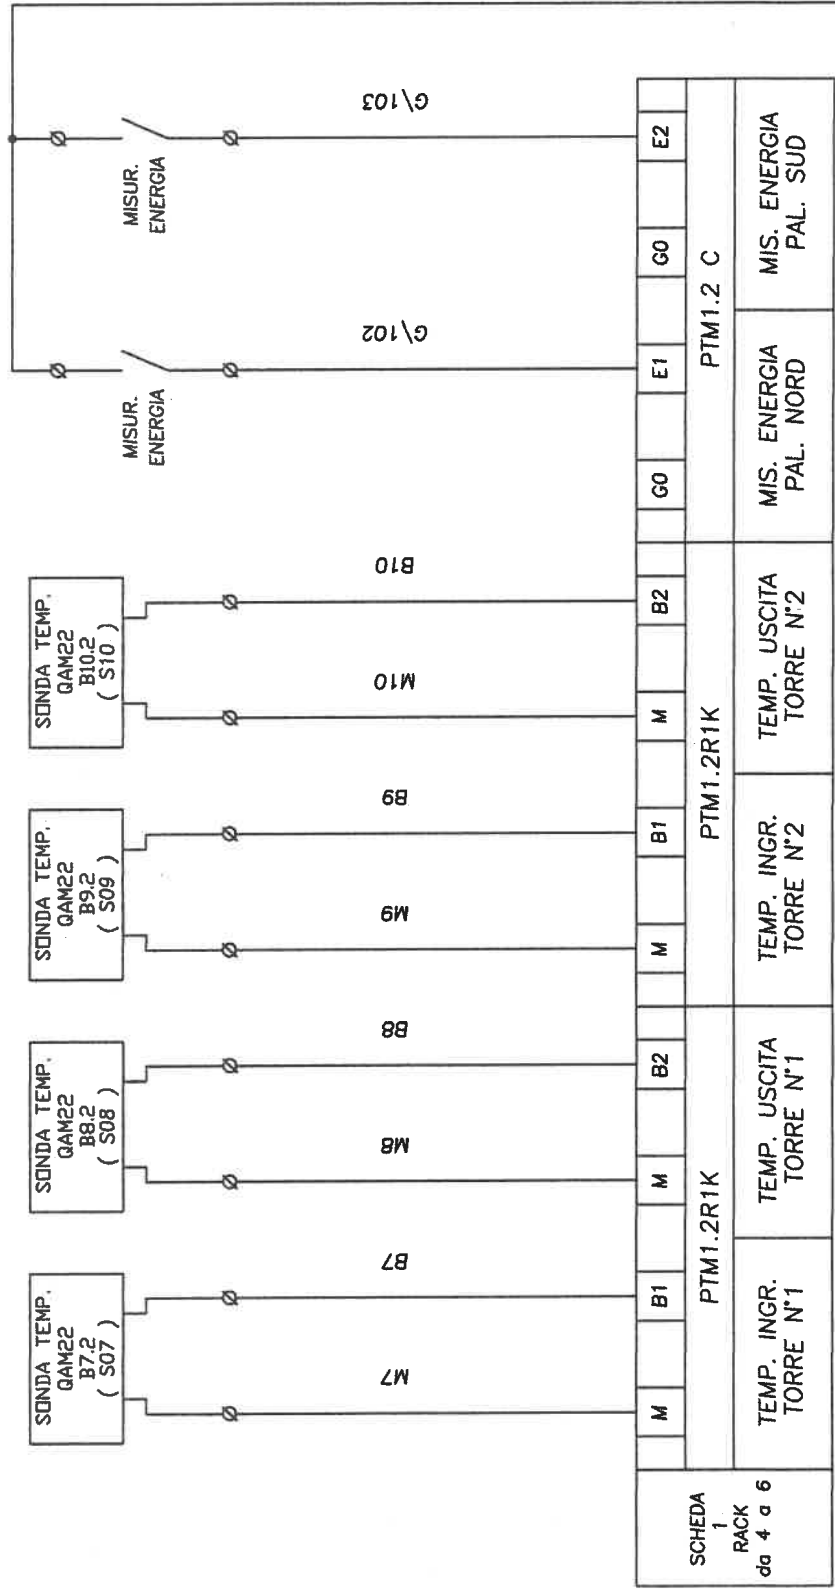 SONDA TEMP.
QAM22
B7.2
( S07 )
SONDA TEMP.
QAM22
B8.2
( S08 )
SONDA TEMP.
QAM22
B9.2
( S09 )
SONDA TEMP.
QAM22
B10.2
( S10 )
MISUR.
ENERGIA
MISUR.
ENERGIA
M7
B7
M8
B8
M9
B9
M10
B10
G\102
G\103
SCHEDA
1
RACK
da 4 a 6
M
B1
M
B2
M
B1
M
B2
G0
E1
G0
E2
PTM1.2R1K
PTM1.2R1K
PTM1.2 C
TEMP. INGR.
TORRE N°1
TEMP. USCITA
TORRE N°1
TEMP. INGR.
TORRE N°2
TEMP. USCITA
TORRE N°2
MIS. ENERGIA
PAL. NORD
MIS. ENERGIA
PAL. SUD